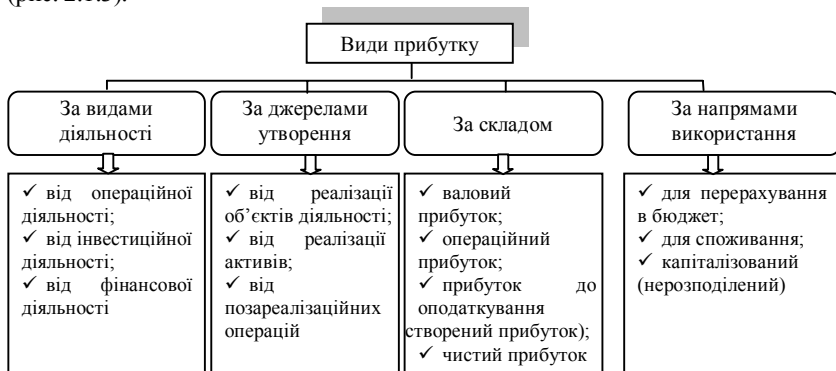 (рис. 2.1.3).
Види прибутку
За видами
діяльності
За джерелами
утворення
За складом
За напрямами
використання
✓ від операційної
діяльності;
✓ від інвестиційної
діяльності;
✓ від фінансової
діяльності
✓ від реалізації
об’єктів діяльності;
✓ від реалізації
активів;
✓ від
позареалізаційних
операцій
✓ валовий
прибуток;
✓ операційний
прибуток;
✓ прибуток до
оподаткування
створений прибуток);
✓ чистий прибуток
✓ для перерахування
в бюджет;
✓ для споживання;
✓ капіталізований
(нерозподілений)